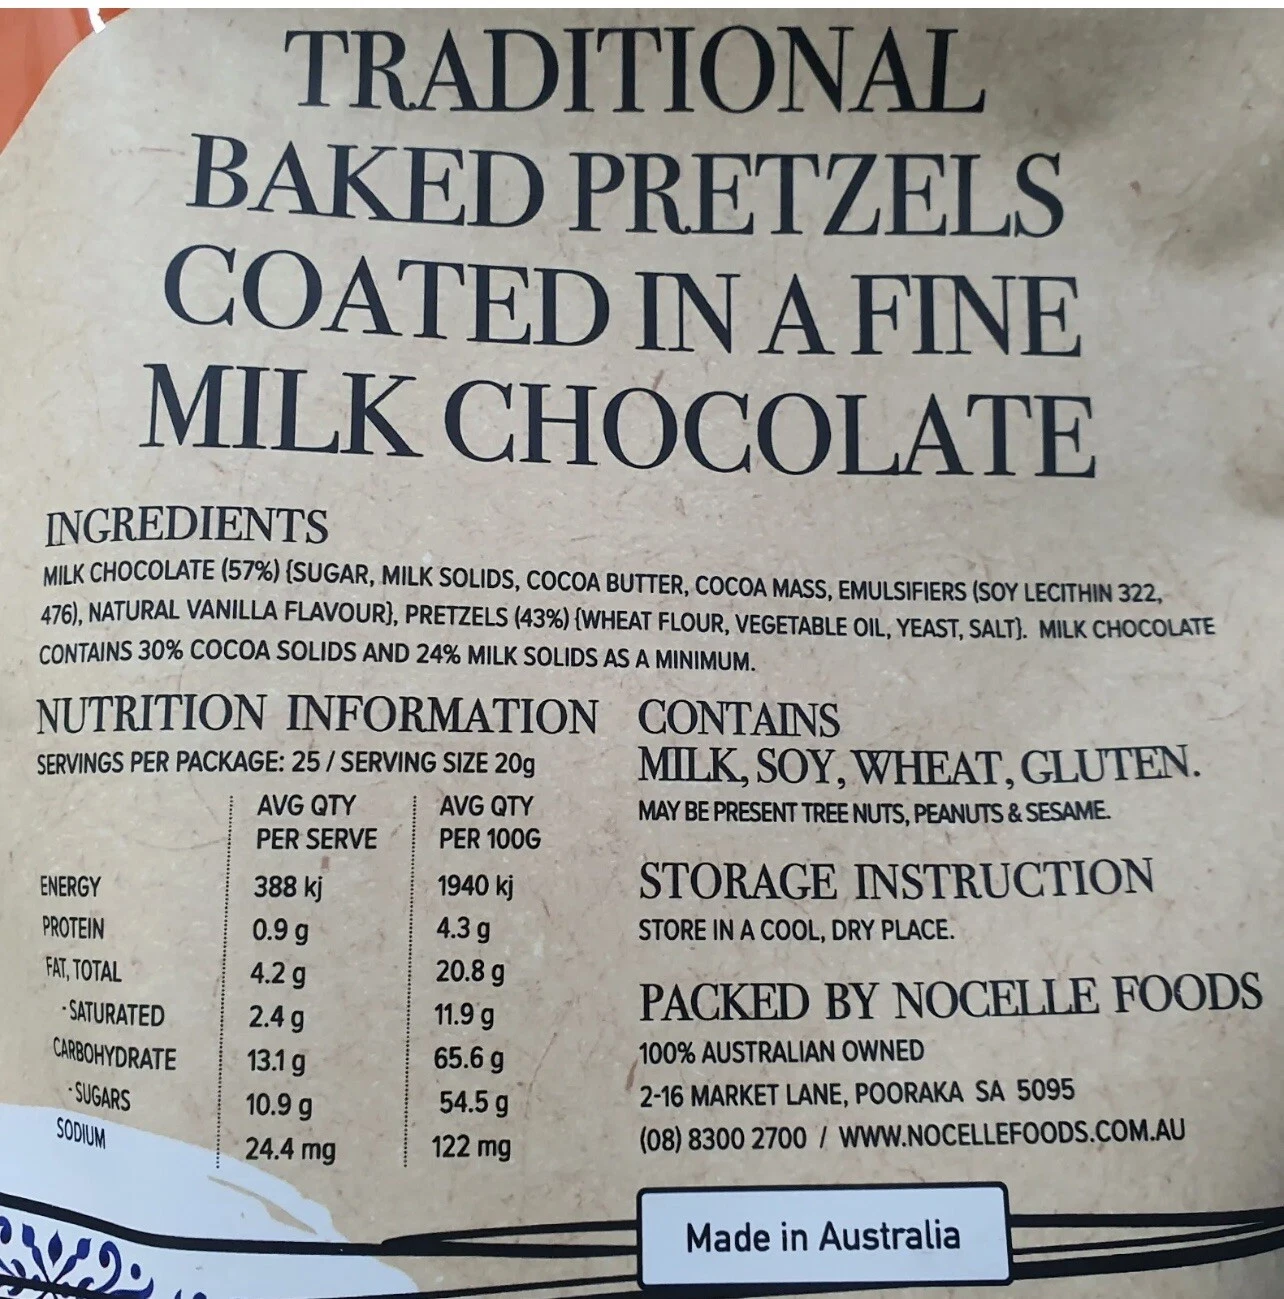 TRADITIONAL
BAKED PRETZELS
COATED IN A FINE
MILK CHOCOLATE
INGREDIENTS
MILK CHOCOLATE (57%) {SUGAR, MILK SOLIDS, COCOA BUTTER, COCOA MASS, EMULSIFIERS (SOY LECITHIN 322,
476), NATURAL VANILLA FLAVOUR}, PRETZELS (43%) {WHEAT FLOUR, VEGETABLE OIL, YEAST, SALT}. MILK CHOCOLATE
CONTAINS 30% COCOA SOLIDS AND 24% MILK SOLIDS AS A MINIMUM.
NUTRITION INFORMATION
SERVINGS PER PACKAGE: 25 / SERVING SIZE 20g
AVG QTY AVG QTY
PER SERVE PER 100G
ENERGY 388 kj 1940 kj
PROTEIN 0.9 g 4.3 g
FAT, TOTAL 4.2 g 20.8 g
- SATURATED 2.4 g 11.9 g
CARBOHYDRATE 13.1 g 65.6 g
- SUGARS 10.9 g 54.5 g
SODIUM 24.4 mg 122 mg
CONTAINS
MILK, SOY, WHEAT, GLUTEN.
MAY BE PRESENT TREE NUTS, PEANUTS & SESAME.
STORAGE INSTRUCTION
STORE IN A COOL, DRY PLACE.
PACKED BY NOCELLE FOODS
100% AUSTRALIAN OWNED
2-16 MARKET LANE, POORAKA SA 5095
(08) 8300 2700 / WWW.NOCELLEFOODS.COM.AU
Made in Australia